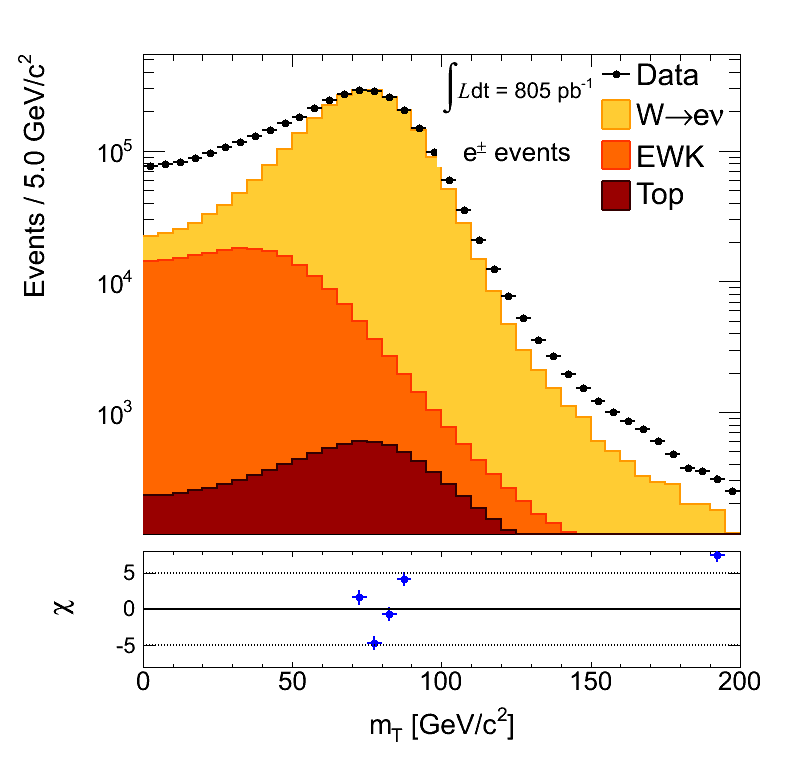 Events / 5.0 GeV/c²
10⁵
10⁴
10³
∫Ldt = 805 pb⁻¹
e± events
Data
W→eν
EWK
Top
χ
5
0
-5
0 50 100 150 200
m_T [GeV/c²]